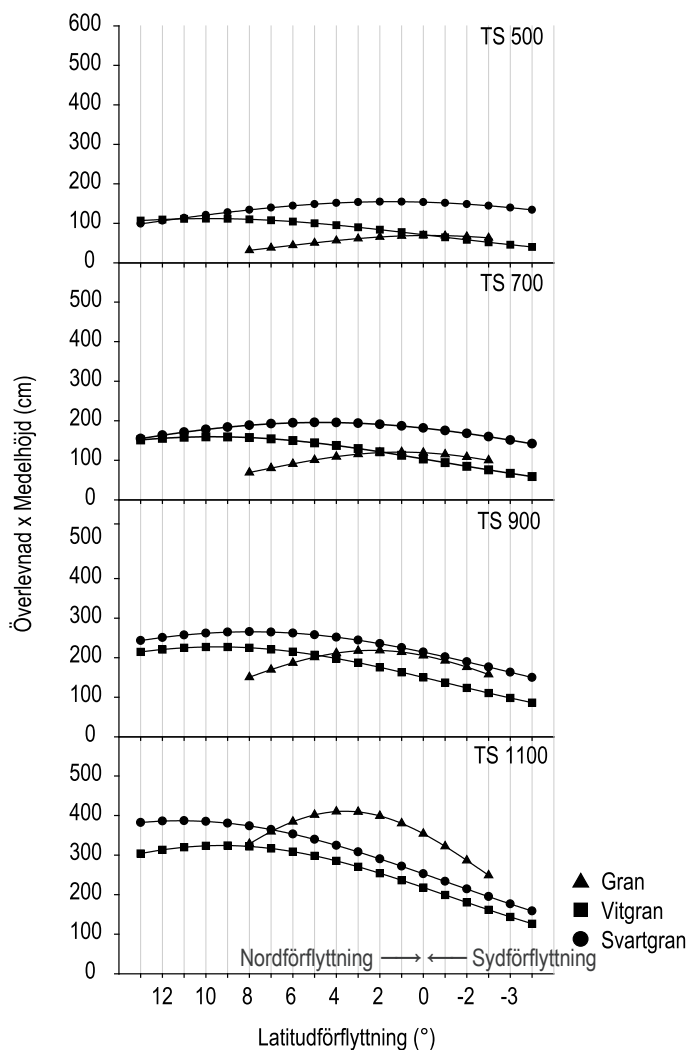 600
TS 500
500
400
300
200
100
0
TS 700
500
400
300
200
100
0
TS 900
500
400
300
200
100
0
TS 1100
500
400
300
200
100
0
Överlevnad x Medelhöjd (cm)
Nordförflyttning → ← Sydförflyttning
12 10 8 6 4 2 0 -2 -3
Latitudförflyttning (°)
Gran
Vitgran
Svartgran